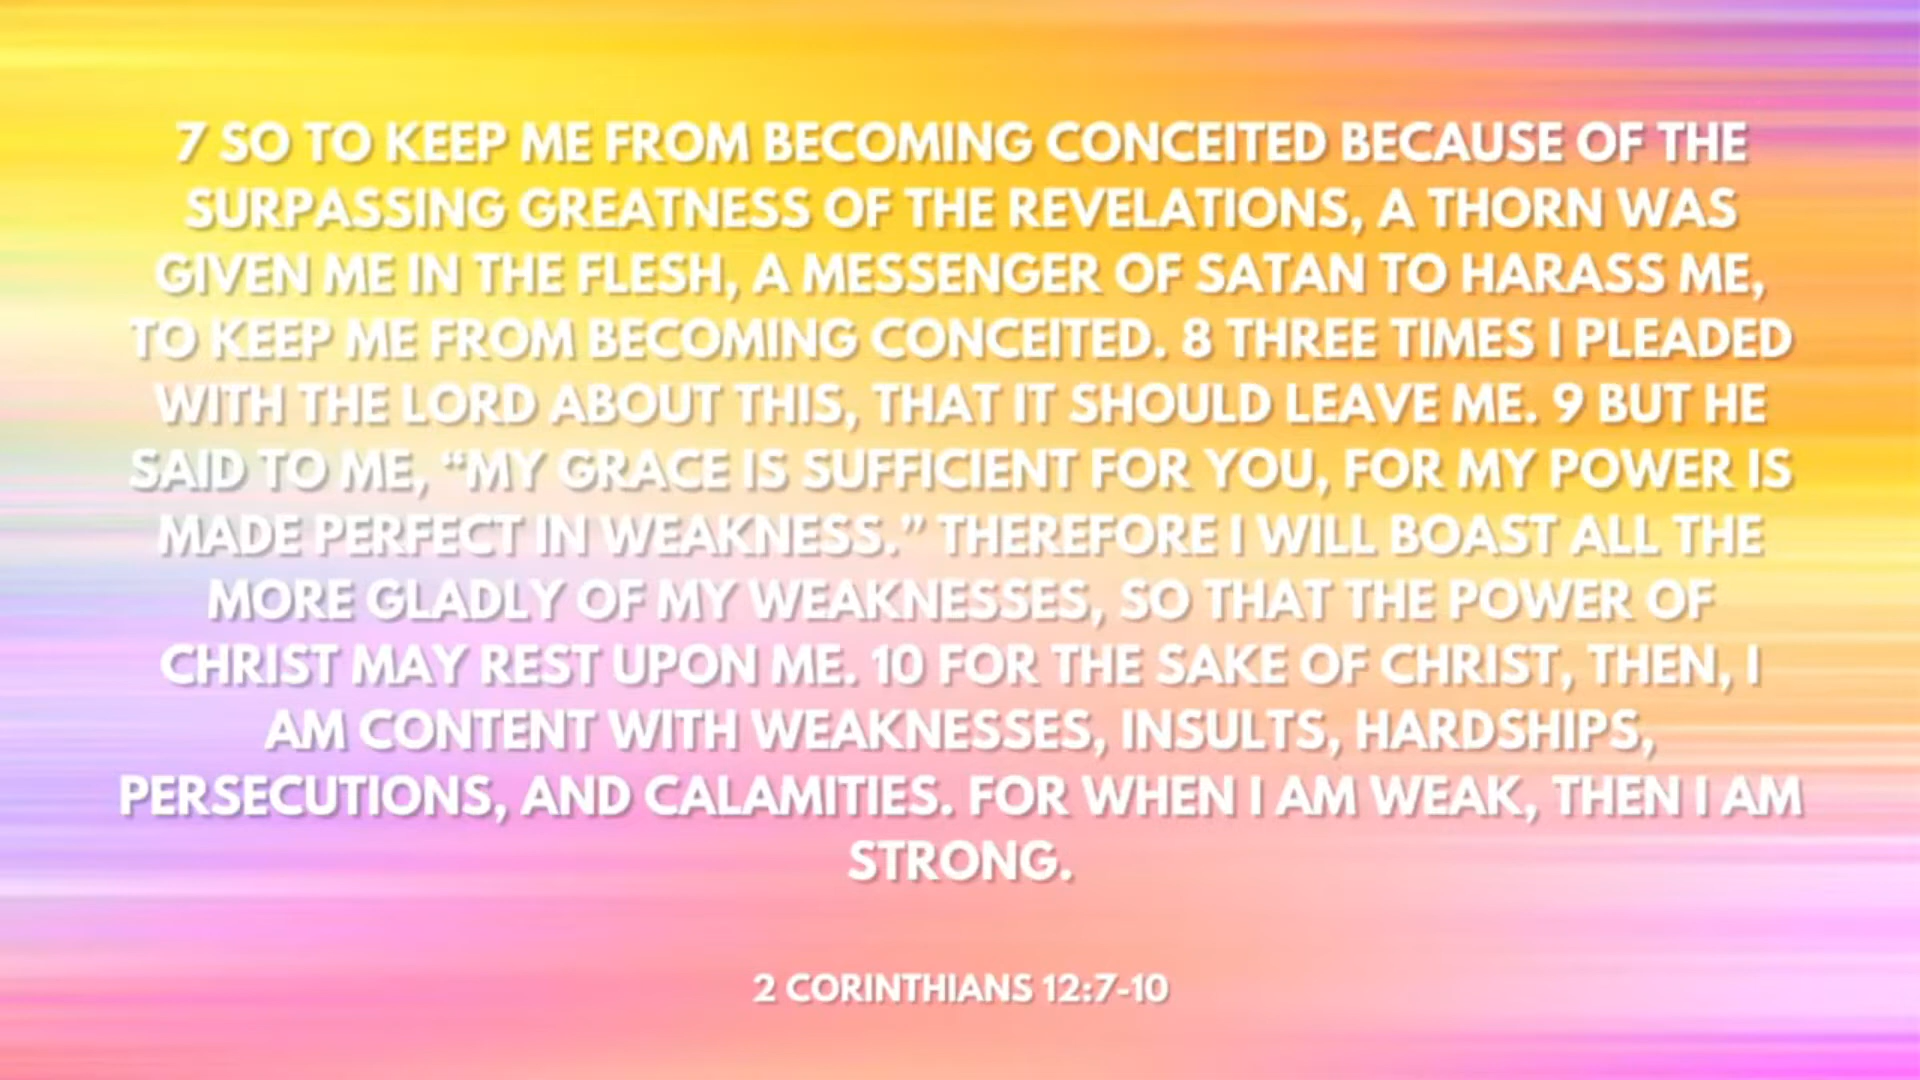 7 SO TO KEEP ME FROM BECOMING CONCEITED BECAUSE OF THE
SURPASSING GREATNESS OF THE REVELATIONS, A THORN WAS
GIVEN ME IN THE FLESH, A MESSENGER OF SATAN TO HARASS ME,
TO KEEP ME FROM BECOMING CONCEITED. 8 THREE TIMES I PLEADED
WITH THE LORD ABOUT THIS, THAT IT SHOULD LEAVE ME. 9 BUT HE
SAID TO ME, “MY GRACE IS SUFFICIENT FOR YOU, FOR MY POWER IS
MADE PERFECT IN WEAKNESS.” THEREFORE I WILL BOAST ALL THE
MORE GLADLY OF MY WEAKNESSES, SO THAT THE POWER OF
CHRIST MAY REST UPON ME. 10 FOR THE SAKE OF CHRIST, THEN, I
AM CONTENT WITH WEAKNESSES, INSULTS, HARDSHIPS,
PERSECUTIONS, AND CALAMITIES. FOR WHEN I AM WEAK, THEN I AM
STRONG.
2 CORINTHIANS 12:7-10